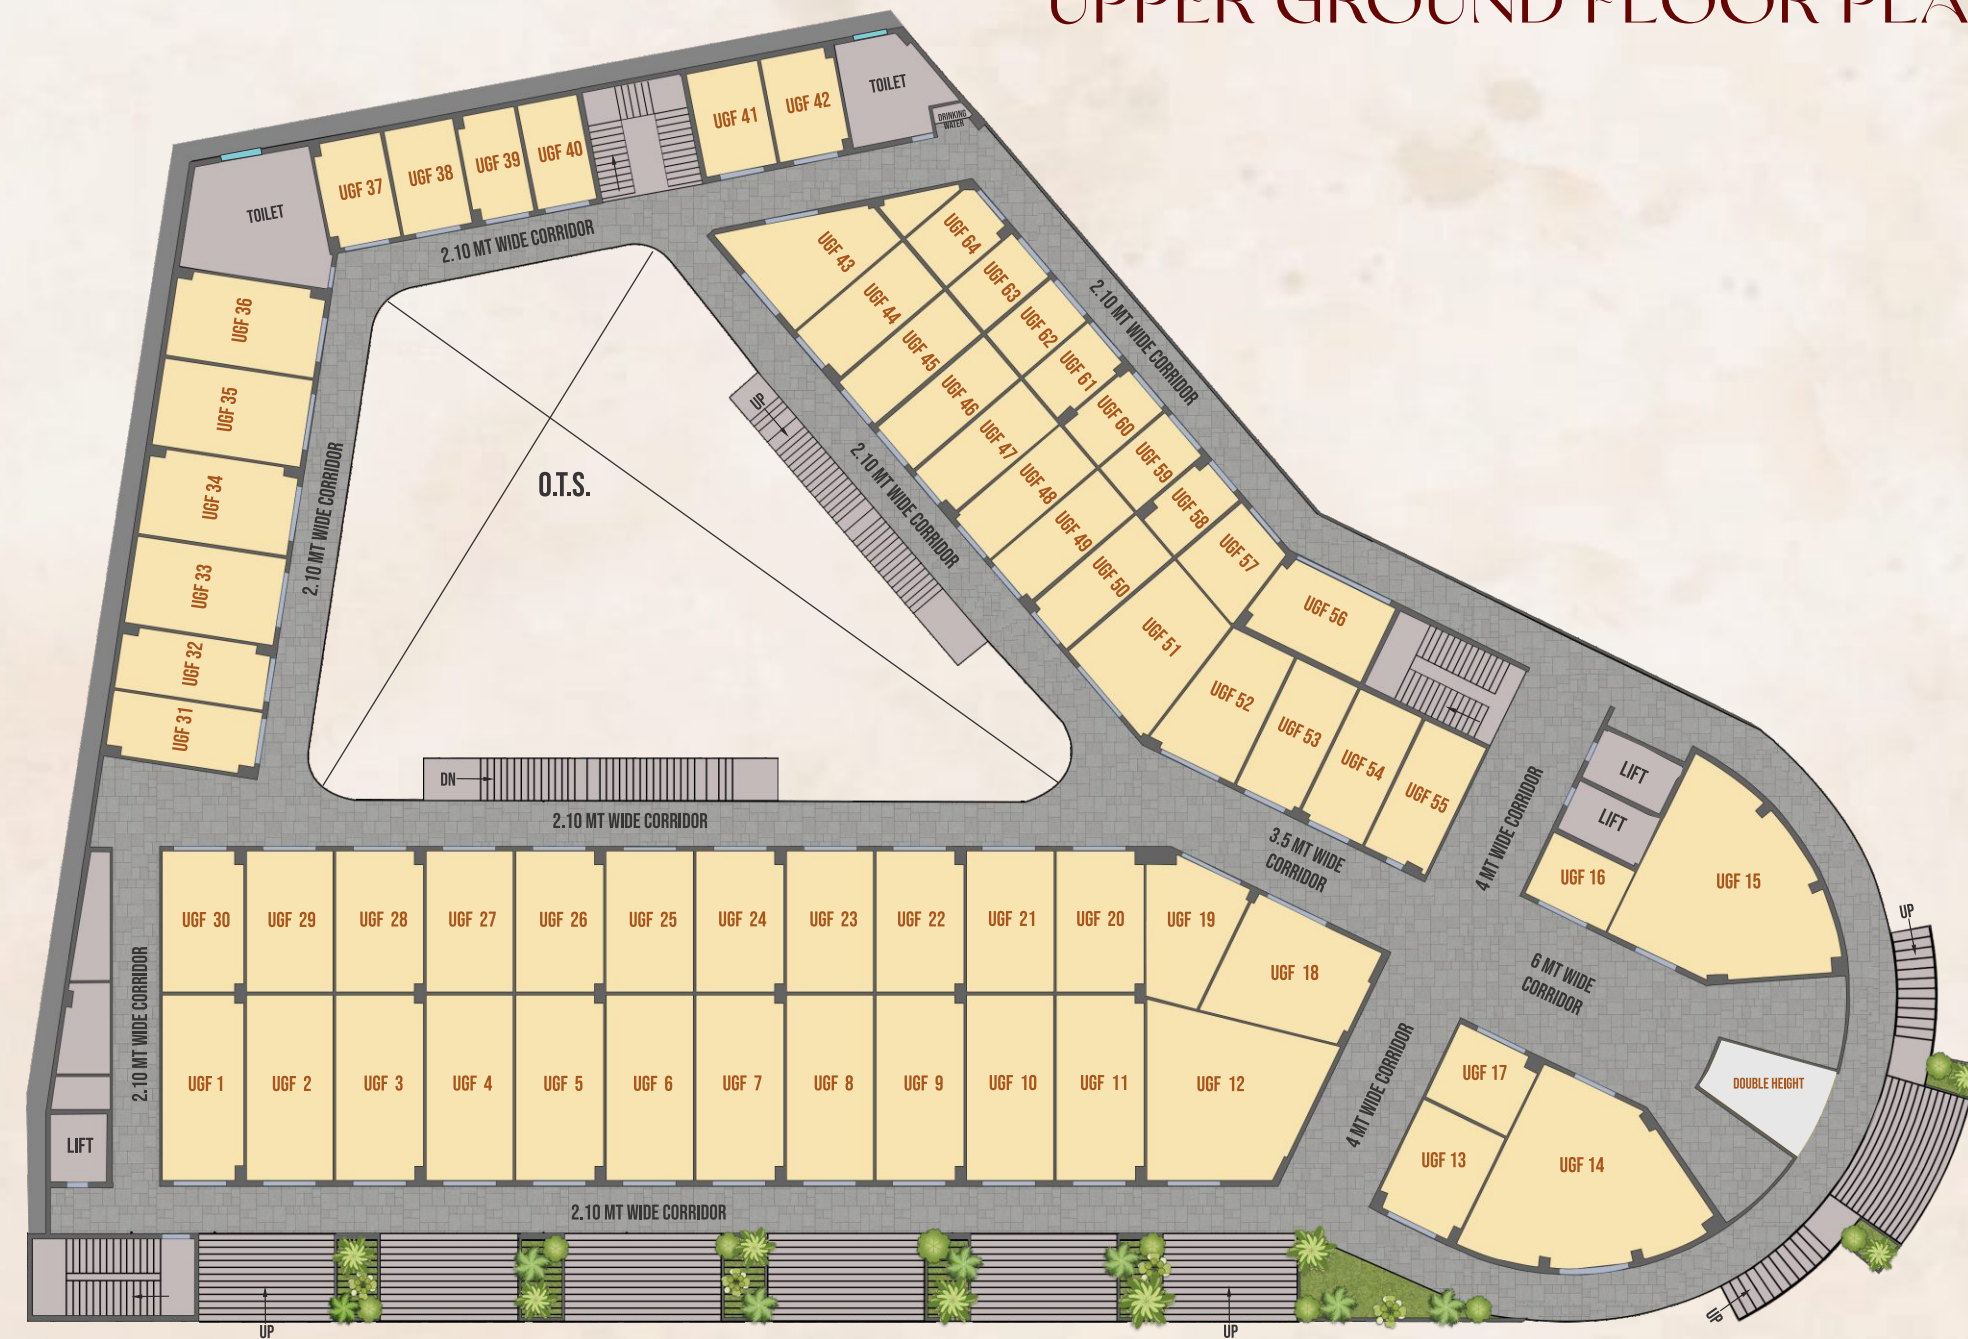 UPPER GROUND FLOOR PLA
TOILET
DRINKING
WATER
UGF 41
UGF 42
UGF 37
UGF 38
UGF 39
UGF 40
TOILET
2.10 MT WIDE CORRIDOR
UGF 43
UGF 64
UGF 44
UGF 63
UGF 45
UGF 62
UGF 46
UGF 61
UGF 47
UGF 60
UGF 48
UGF 59
UGF 49
UGF 58
UGF 50
UGF 57
UGF 51
UGF 56
2.10 MT WIDE CORRIDOR
UGF 36
UGF 35
UGF 34
UGF 33
UGF 32
UGF 31
2.10 MT WIDE CORRIDOR
O.T.S.
UP
2.10 MT WIDE CORRIDOR
UGF 52
UGF 53
UGF 54
UGF 55
DN
2.10 MT WIDE CORRIDOR
3.5 MT WIDE
CORRIDOR
4 MT WIDE CORRIDOR
LIFT
LIFT
UGF 16
UGF 15
UP
UGF 30
UGF 29
UGF 28
UGF 27
UGF 26
UGF 25
UGF 24
UGF 23
UGF 22
UGF 21
UGF 20
UGF 19
UGF 18
6 MT WIDE
CORRIDOR
2.10 MT WIDE CORRIDOR
UGF 1
UGF 2
UGF 3
UGF 4
UGF 5
UGF 6
UGF 7
UGF 8
UGF 9
UGF 10
UGF 11
UGF 12
4 MT WIDE CORRIDOR
UGF 17
DOUBLE HEIGHT
LIFT
UGF 13
UGF 14
2.10 MT WIDE CORRIDOR
UP
UP
UP